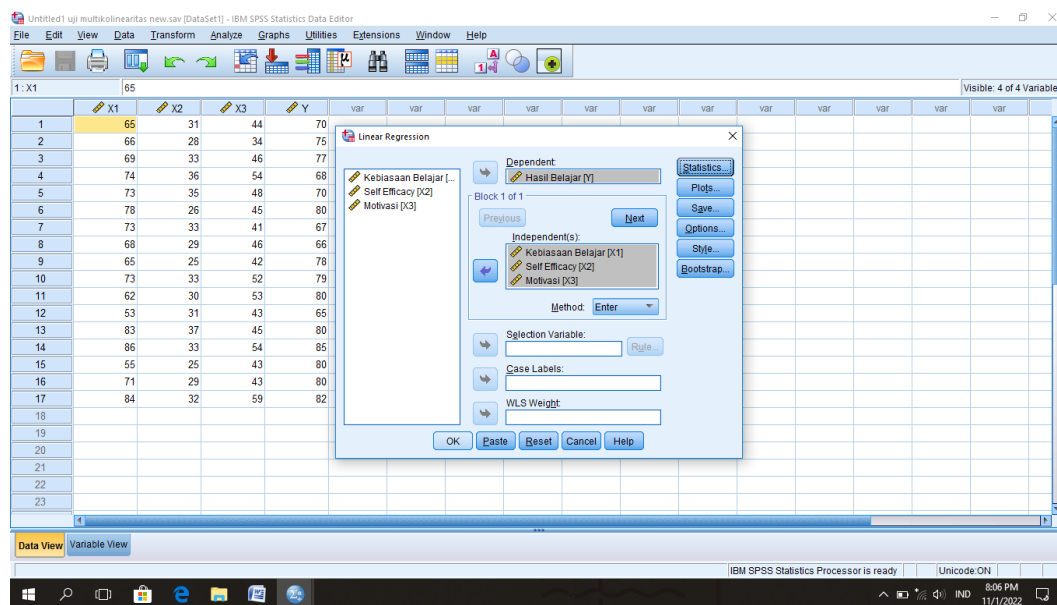 Untitled1 uji multikolinearitas new.sav [DataSet1] - IBM SPSS Statistics Data Editor
File Edit View Data Transform Analyze Graphs Utilities Extensions Window Help
1 : X1 65 Visible: 4 of 4 Variable
X1 X2 X3 Y var var var var var var var var var var var
1 65 31 44 70
2 66 28 34 75
3 69 33 46 77
4 74 36 54 68
5 73 35 48 70
6 78 26 45 80
7 73 33 41 67
8 68 29 46 66
9 65 25 42 78
10 73 33 52 79
11 62 30 53 80
12 53 31 43 65
13 83 37 45 80
14 86 33 54 85
15 55 25 43 80
16 71 29 43 80
17 84 32 59 82
18
19
20
21
22
23
Linear Regression
Kebiasaan Belajar [...
Self Efficacy [X2]
Motivasi [X3]
Dependent:
Hasil Belajar [Y]
Block 1 of 1
Previous Next
Independent(s):
Kebiasaan Belajar [X1]
Self Efficacy [X2]
Motivasi [X3]
Method: Enter
Selection Variable:
Rule...
Case Labels:
WLS Weight:
Statistics...
Plots...
Save...
Options...
Style...
Bootstrap...
OK Paste Reset Cancel Help
Data View Variable View
IBM SPSS Statistics Processor is ready Unicode:ON
IND 8:06 PM
11/1/2022